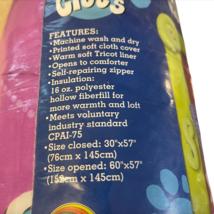 FEATURES:
• Machine wash and dry
• Printed soft cloth cover
• Warm soft Tricot liner
• Opens to comforter
• Self-repairing zipper
• Insulation:
16 oz. polyester
hollow fiberfill for
more warmth and loft
• Meets voluntary
industry standard
CPAI-75
• Size closed: 30"x57"
(76cm x 145cm)
• Size opened: 60"x57"
(152cm x 145cm)